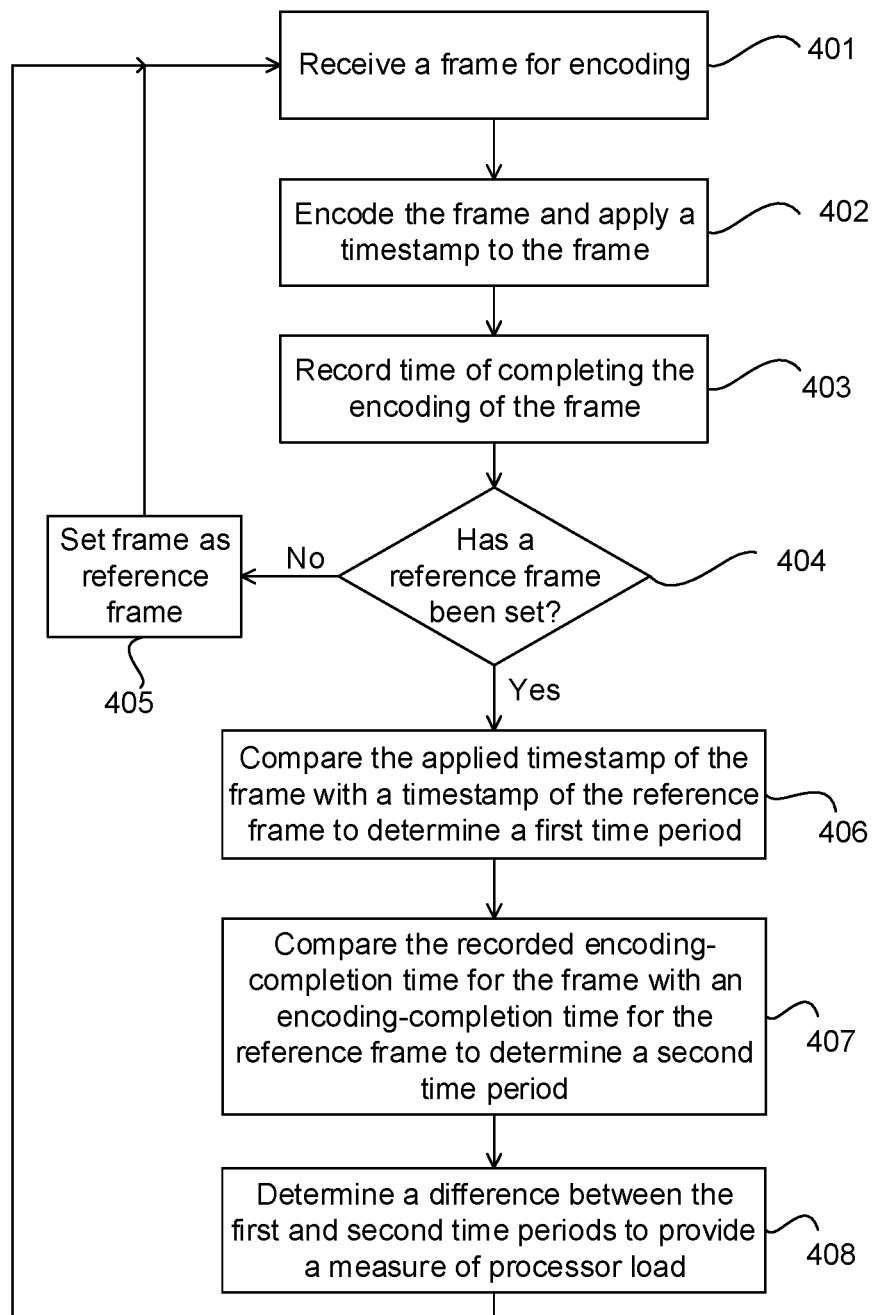 Receive a frame for encoding
401
Encode the frame and apply a
timestamp to the frame
402
Record time of completing the
encoding of the frame
403
Has a
reference frame
been set?
404
No
Set frame as
reference
frame
405
Yes
Compare the applied timestamp of the
frame with a timestamp of the reference
frame to determine a first time period
406
Compare the recorded encoding-
completion time for the frame with an
encoding-completion time for the
reference frame to determine a second
time period
407
Determine a difference between the
first and second time periods to provide
a measure of processor load
408